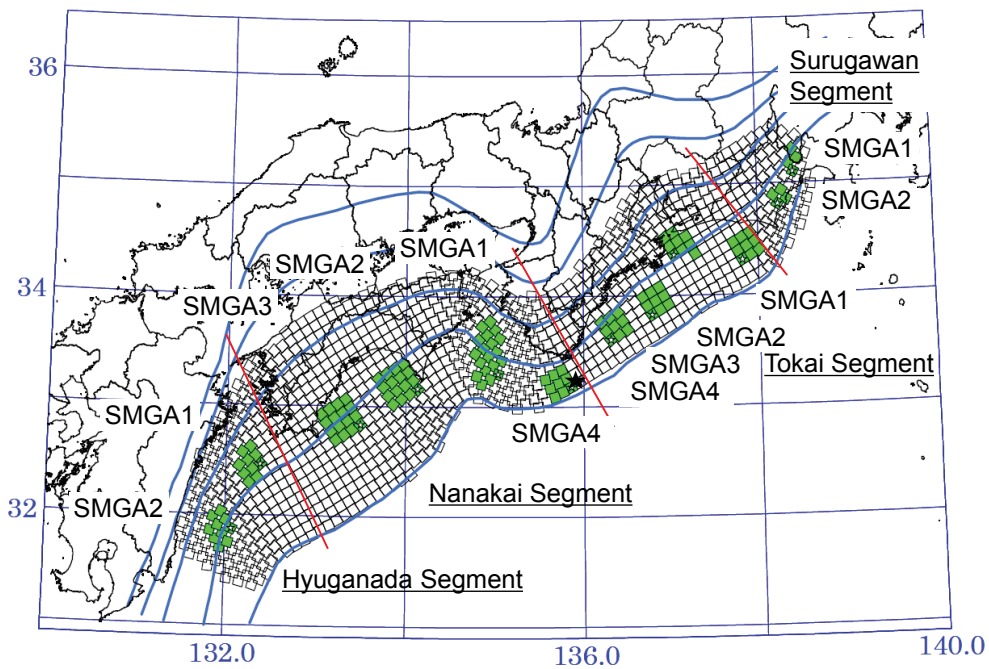 36
Surugawan
Segment
SMGA1
SMGA2
SMGA1
SMGA2
SMGA3
34
SMGA1
SMGA2
Tokai Segment
SMGA3
SMGA4
SMGA1
SMGA4
Nanakai Segment
SMGA2
32
Hyuganada Segment
132.0
136.0
140.0